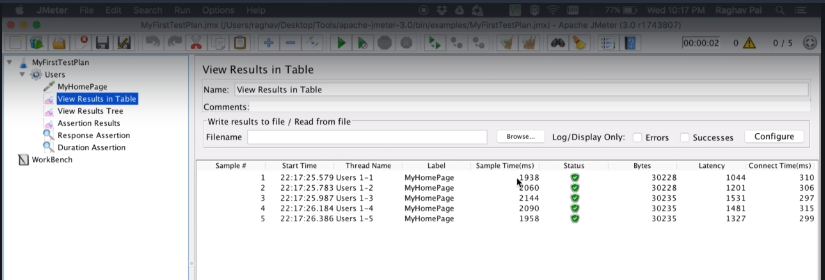 JMeter File Edit Search Run Options Help 77% Wed 10:17 PM Raghav Pal
MyFirstTestPlan.jmx (/Users/raghav/Desktop/Tools/apache-jmeter-3.0/bin/examples/MyFirstTestPlan.jmx) - Apache JMeter (3.0 r1743807)
00:00:02 0 0 / 5
MyFirstTestPlan
Users
MyHomePage
View Results in Table
View Results Tree
Assertion Results
Response Assertion
Duration Assertion
WorkBench
View Results in Table
Name: View Results in Table
Comments:
Write results to file / Read from file
Filename Browse... Log/Display Only: Errors Successes Configure
Sample # Start Time Thread Name Label Sample Time(ms) Status Bytes Latency Connect Time(ms)
1 22:17:25.579 Users 1-1 MyHomePage 1938 30228 1044 310
2 22:17:25.783 Users 1-2 MyHomePage 2060 30228 1201 306
3 22:17:25.987 Users 1-3 MyHomePage 2144 30235 1531 297
4 22:17:26.184 Users 1-4 MyHomePage 2090 30235 1481 315
5 22:17:26.386 Users 1-5 MyHomePage 1958 30235 1327 299